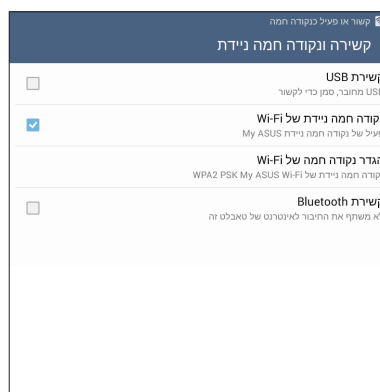 קשור או פעיל כנקודה חמה
קשירה ונקודה חמה ניידת
קשירת USB
USB מחובר, סמן כדי לקשור
נקודה חמה ניידת של Wi-Fi
פעיל של נקודה חמה ניידת My ASUS
הגדר נקודה חמה של Wi-Fi
נקודה חמה ניידת של WPA2 PSK My ASUS Wi-Fi
קשירת Bluetooth
לא משתף את החיבור לאינטרנט של טאבלט זה